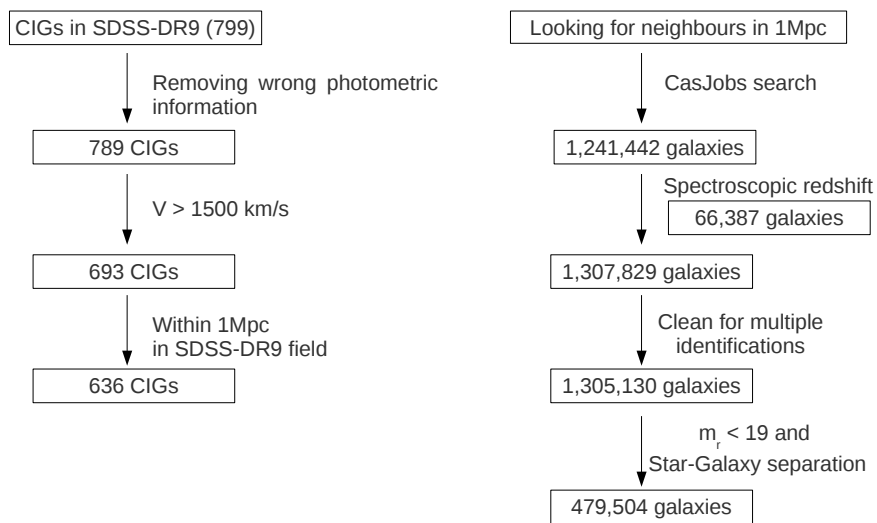 CIGs in SDSS-DR9 (799)
Removing wrong photometric
information
789 CIGs
V > 1500 km/s
693 CIGs
Within 1Mpc
in SDSS-DR9 field
636 CIGs
Looking for neighbours in 1Mpc
CasJobs search
1,241,442 galaxies
Spectroscopic redshift
66,387 galaxies
1,307,829 galaxies
Clean for multiple
identifications
1,305,130 galaxies
m_r < 19 and
Star-Galaxy separation
479,504 galaxies